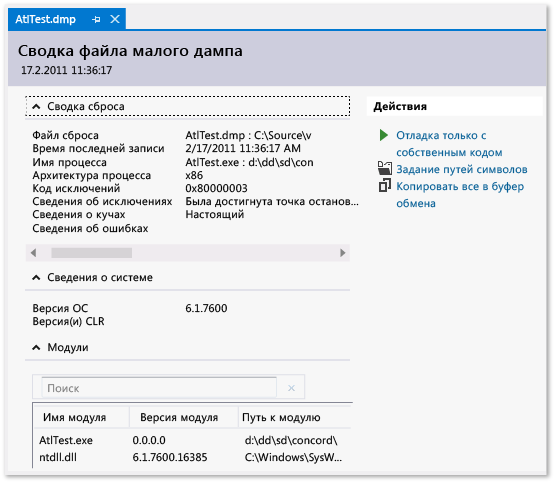 AtlTest.dmp
Сводка файла малого дампа
17.2.2011 11:36:17
Сводка сброса
Файл сброса AtlTest.dmp : C:\Source\v
Время последней записи 2/17/2011 11:36:17 AM
Имя процесса AtlTest.exe : d:\dd\sd\con
Архитектура процесса x86
Код исключений 0x80000003
Сведения об исключениях Была достигнута точка останов...
Сведения о кучах Настоящий
Сведения об ошибках
Действия
Отладка только с
собственным кодом
Задание путей символов
Копировать все в буфер
обмена
Сведения о системе
Версия ОС 6.1.7600
Версия(и) CLR
Модули
Поиск
Имя модуля Версия модуля Путь к модулю
AtlTest.exe 0.0.0.0 d:\dd\sd\concord\
ntdll.dll 6.1.7600.16385 C:\Windows\SysW...